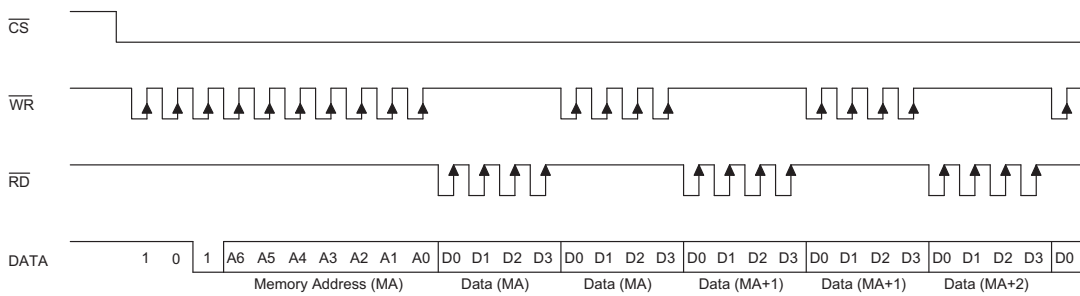 CS
WR
RD
DATA
1 0 1 A6 A5 A4 A3 A2 A1 A0 D0 D1 D2 D3 D0 D1 D2 D3 D0 D1 D2 D3 D0 D1 D2 D3 D0 D1 D2 D3 D0
Memory Address (MA) Data (MA) Data (MA) Data (MA+1) Data (MA+1) Data (MA+2)